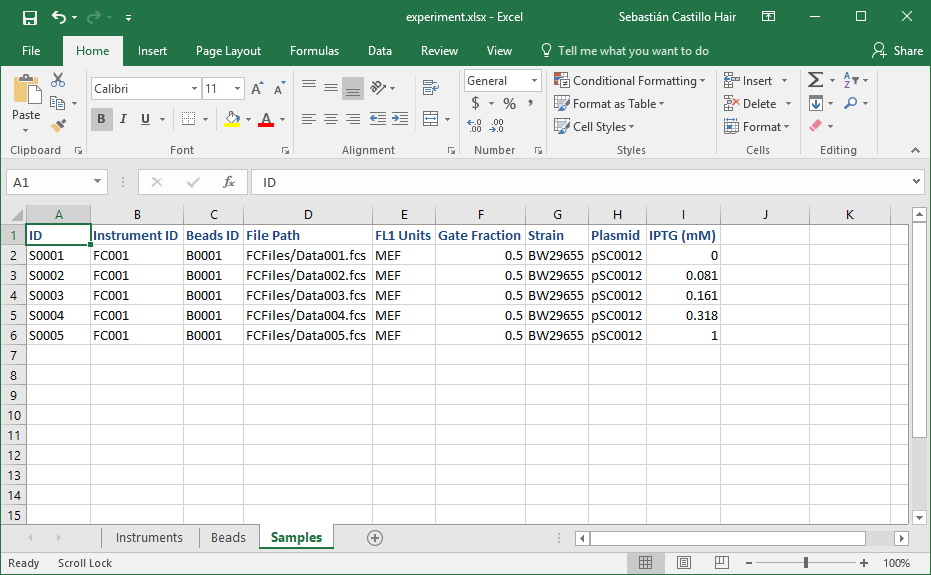 experiment.xlsx - Excel Sebastián Castillo Hair
File Home Insert Page Layout Formulas Data Review View Tell me what you want to do Share
Calibri 11 General Conditional Formatting Insert
Paste $ % , Format as Table Delete
B I U A Cell Styles Format
Clipboard Font Alignment Number Styles Cells Editing
A1 fx ID
A B C D E F G H I J K
1 ID Instrument ID Beads ID File Path FL1 Units Gate Fraction Strain Plasmid IPTG (mM)
2 S0001 FC001 B0001 FCFiles/Data001.fcs MEF 0.5 BW29655 pSC0012 0
3 S0002 FC001 B0001 FCFiles/Data002.fcs MEF 0.5 BW29655 pSC0012 0.081
4 S0003 FC001 B0001 FCFiles/Data003.fcs MEF 0.5 BW29655 pSC0012 0.161
5 S0004 FC001 B0001 FCFiles/Data004.fcs MEF 0.5 BW29655 pSC0012 0.318
6 S0005 FC001 B0001 FCFiles/Data005.fcs MEF 0.5 BW29655 pSC0012 1
7
8
9
10
11
12
13
14
15
Instruments Beads Samples
Ready Scroll Lock 100%